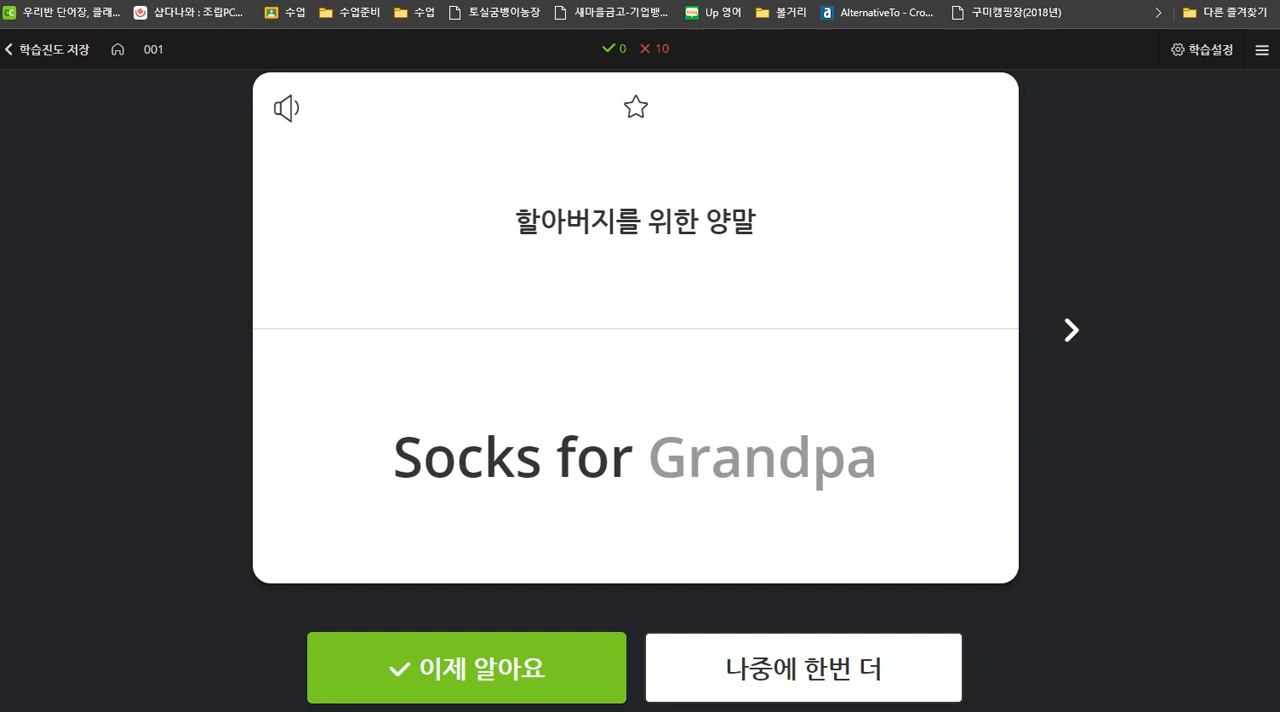 우리반 단어장, 클래... 샵다나와 : 조립PC... 수업 수업준비 수업 토실굼벵이농장 새마을금고-기업뱅... Up 영어 볼거리 AlternativeTo - Cro... 구미캠핑장(2018년) 다른 즐겨찾기
학습진도 저장 001 0 10 학습설정
할아버지를 위한 양말
Socks for Grandpa
이제 알아요 나중에 한번 더